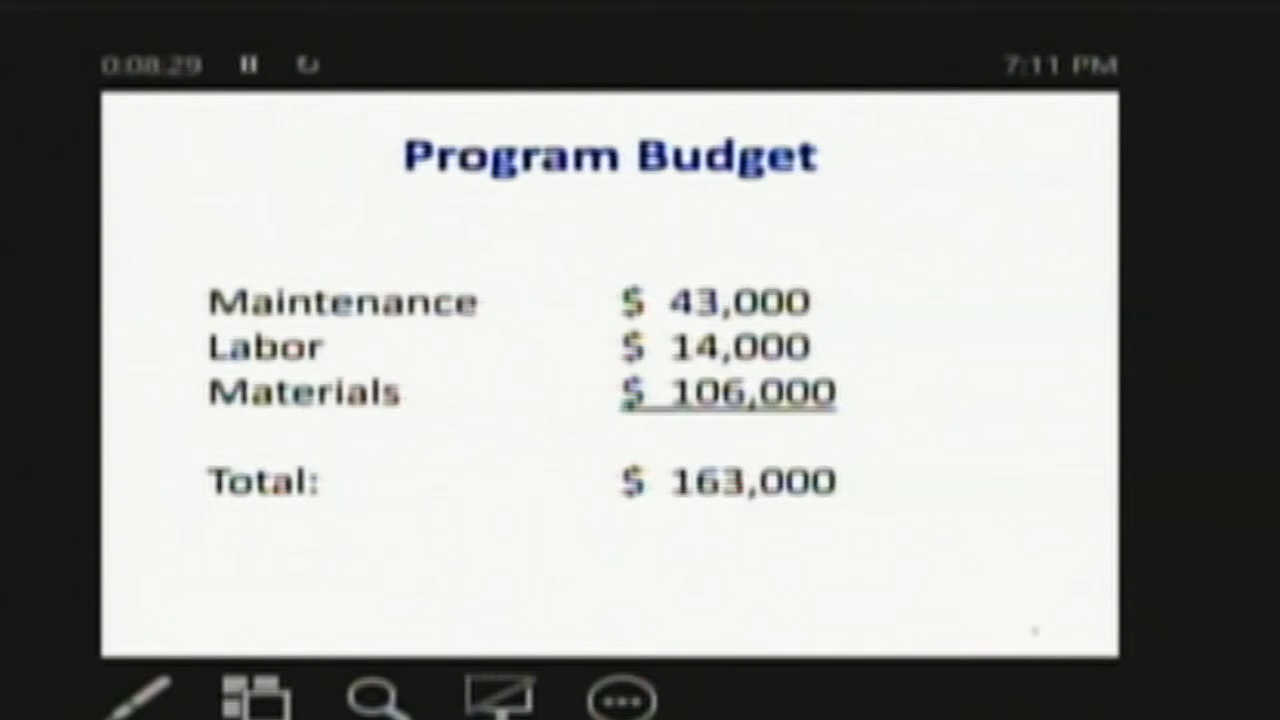 0:08:29 7:11 PM
Program Budget
Maintenance $ 43,000
Labor $ 14,000
Materials $ 106,000
Total: $ 163,000